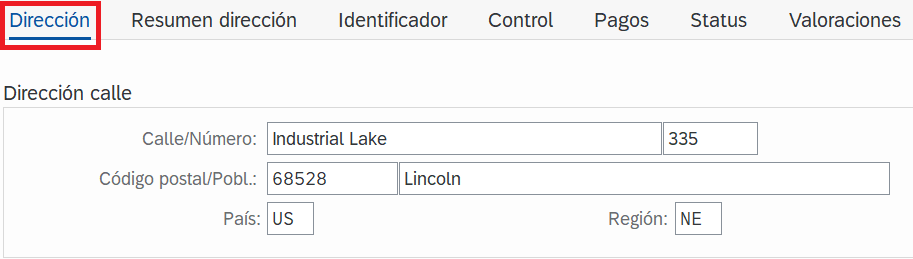 Dirección Resumen dirección Identificador Control Pagos Status Valoraciones
Dirección calle
Calle/Número: Industrial Lake 335
Código postal/Pobl.: 68528 Lincoln
País: US Región: NE